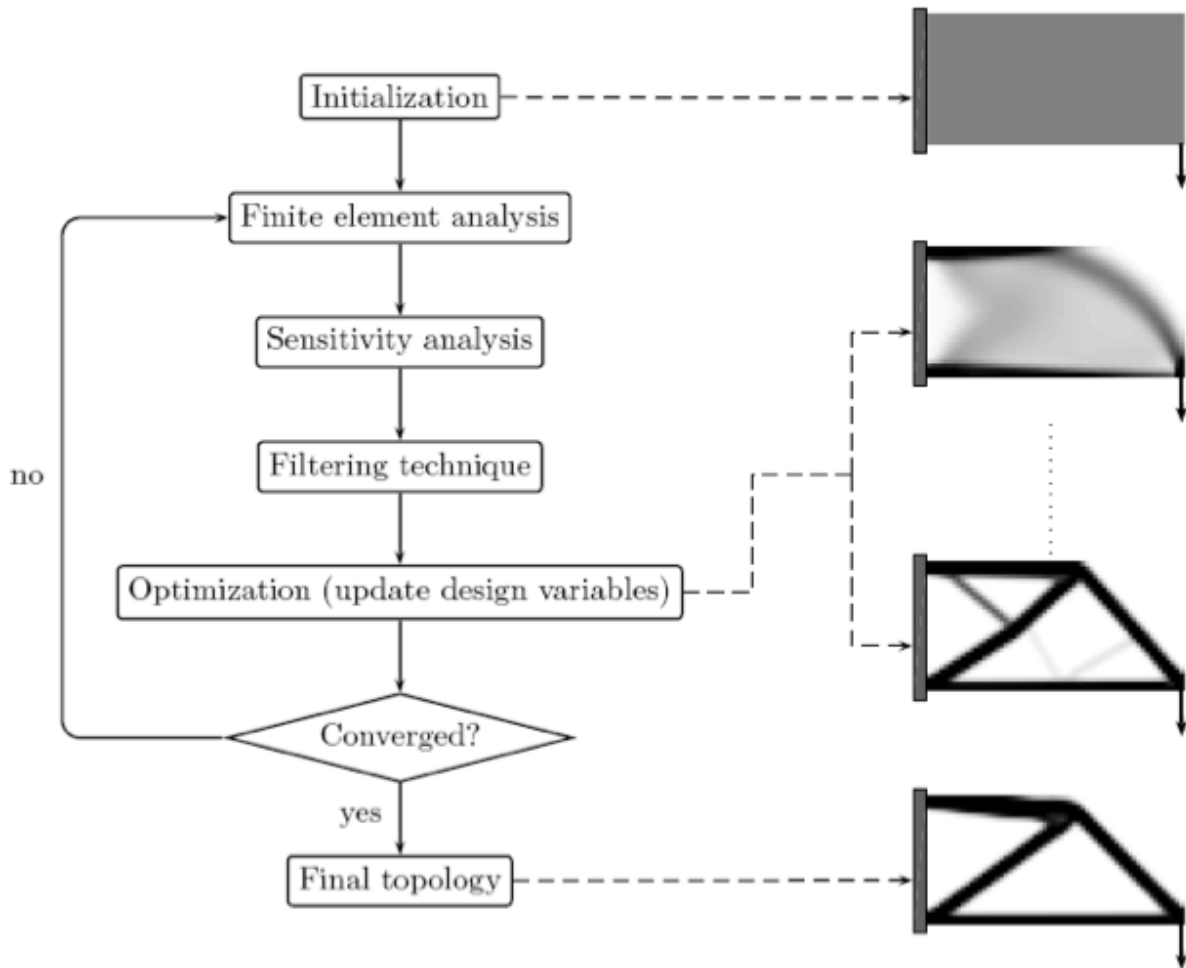 Initialization
Finite element analysis
Sensitivity analysis
Filtering technique
no
Optimization (update design variables)
Converged?
yes
Final topology